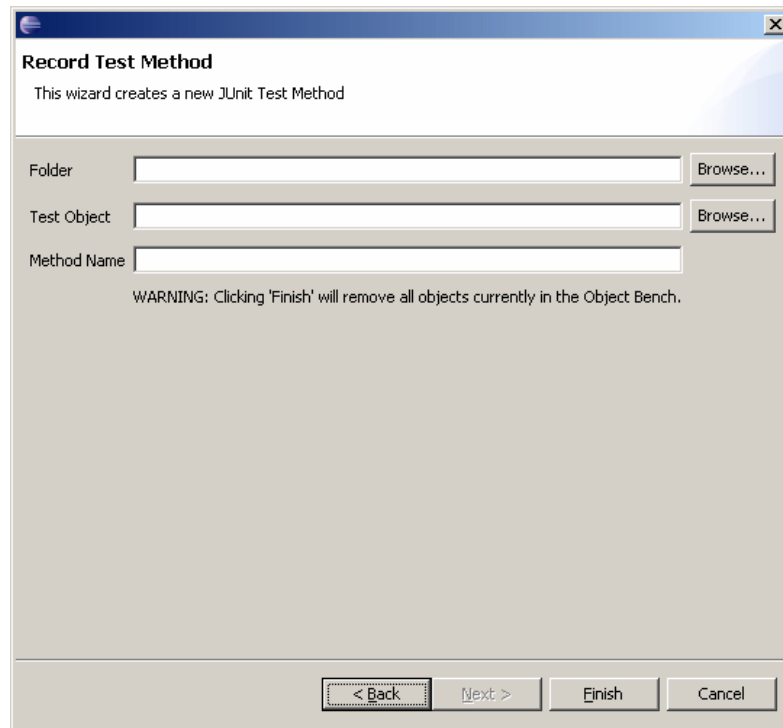 Record Test Method
This wizard creates a new JUnit Test Method
Folder
Browse...
Test Object
Browse...
Method Name
WARNING: Clicking 'Finish' will remove all objects currently in the Object Bench.
< Back Next > Finish Cancel